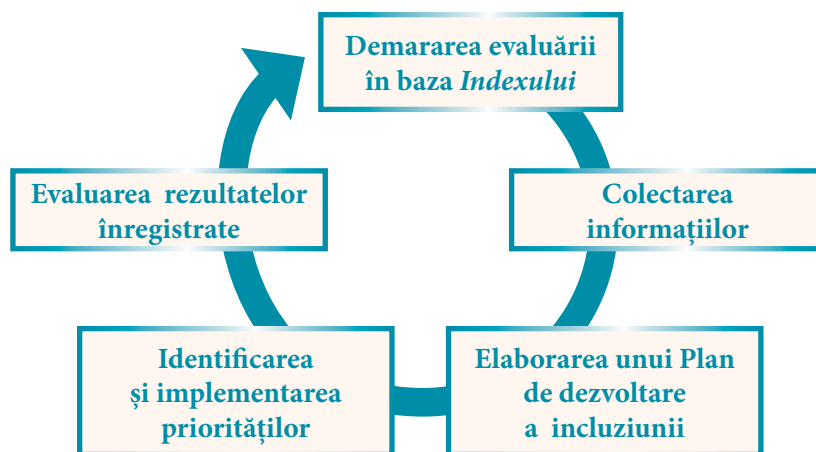 Demararea evaluării
în baza Indexului
Colectarea
informațiilor
Elaborarea unui Plan
de dezvoltare
a incluziunii
Identificarea
și implementarea
priorităților
Evaluarea rezultatelor
înregistrate